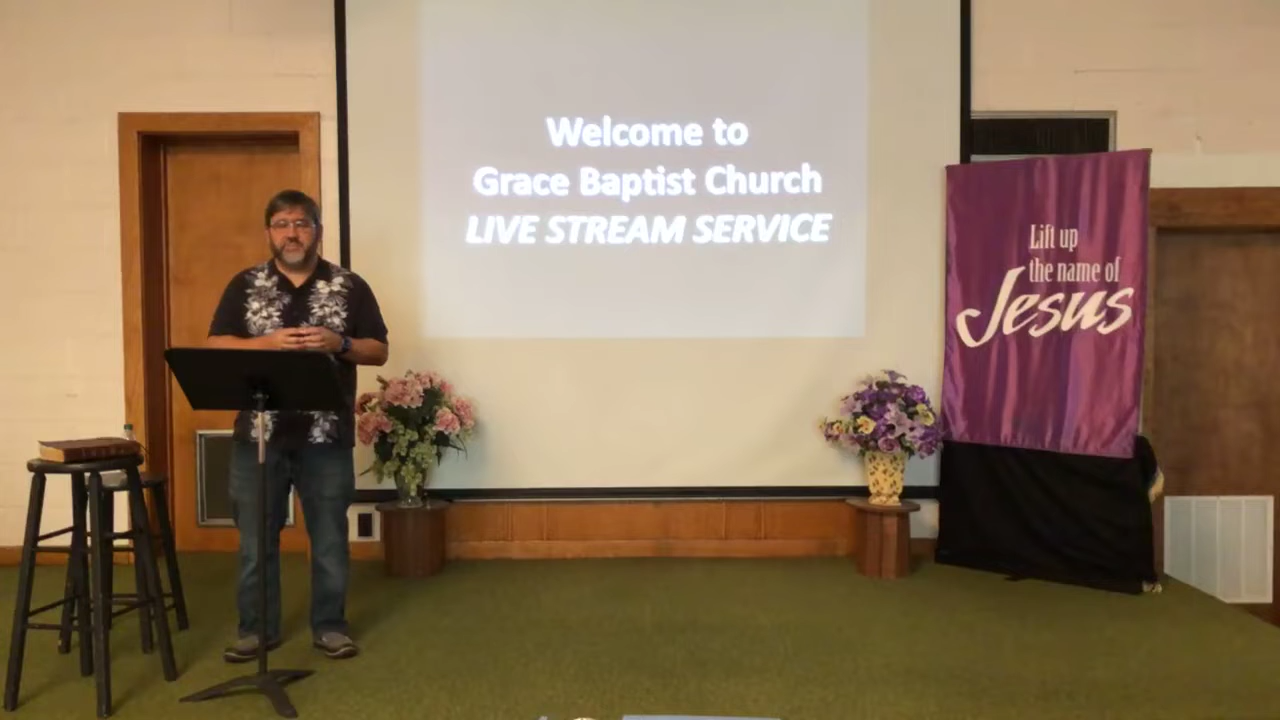 Welcome to
Grace Baptist Church
LIVE STREAM SERVICE
Lift up
the name of
Jesus